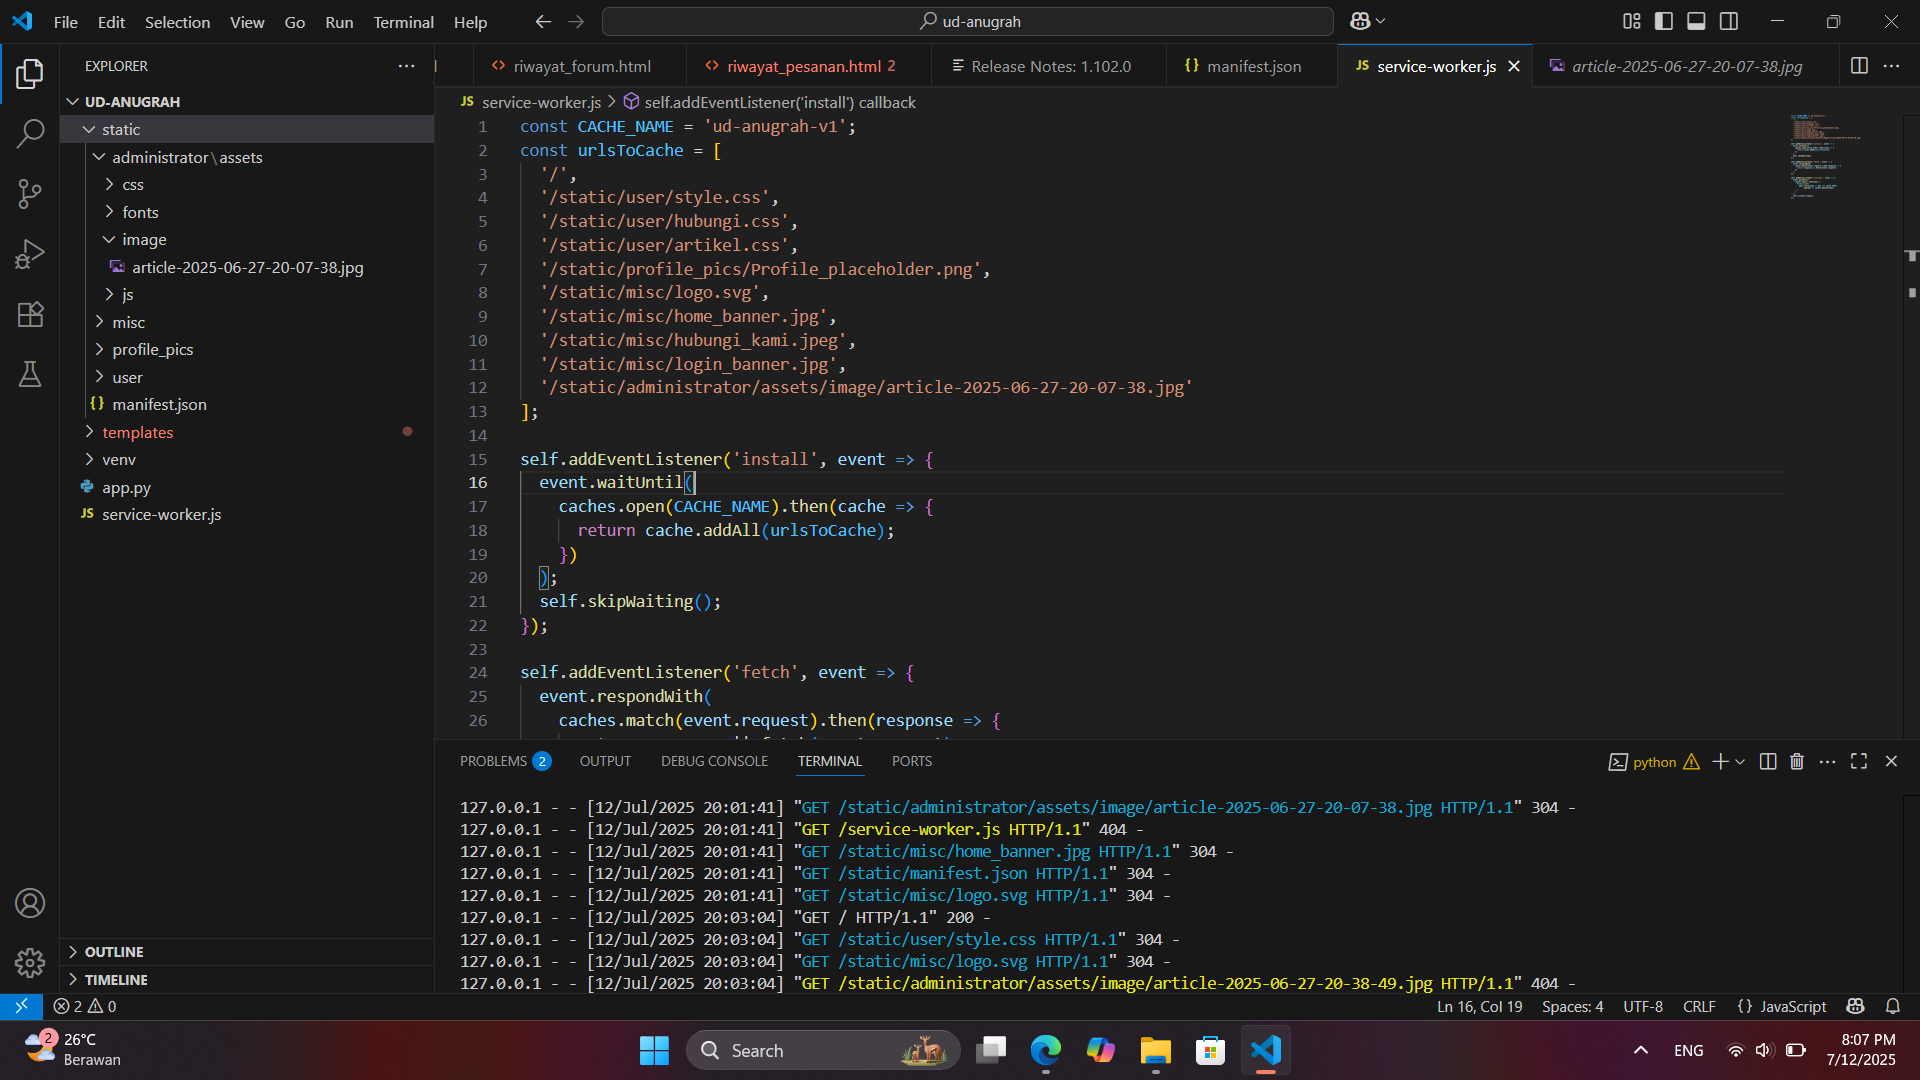 File Edit Selection View Go Run Terminal Help
ud-anugrah
EXPLORER
riwayat_forum.html
riwayat_pesanan.html 2
Release Notes: 1.102.0
{} manifest.json
JS service-worker.js
article-2025-06-27-20-07-38.jpg
UD-ANUGRAH
static
administrator\assets
css
fonts
image
article-2025-06-27-20-07-38.jpg
js
misc
profile_pics
user
{} manifest.json
templates
venv
app.py
JS service-worker.js
OUTLINE
TIMELINE
JS service-worker.js > self.addEventListener('install') callback
1 const CACHE_NAME = 'ud-anugrah-v1';
2 const urlsToCache = [
3 '/',
4 '/static/user/style.css',
5 '/static/user/hubungi.css',
6 '/static/user/artikel.css',
7 '/static/profile_pics/Profile_placeholder.png',
8 '/static/misc/logo.svg',
9 '/static/misc/home_banner.jpg',
10 '/static/misc/hubungi_kami.jpeg',
11 '/static/misc/login_banner.jpg',
12 '/static/administrator/assets/image/article-2025-06-27-20-07-38.jpg'
13 ];
14
15 self.addEventListener('install', event => {
16 event.waitUntil(
17 caches.open(CACHE_NAME).then(cache => {
18 return cache.addAll(urlsToCache);
19 })
20 );
21 self.skipWaiting();
22 });
23
24 self.addEventListener('fetch', event => {
25 event.respondWith(
26 caches.match(event.request).then(response => {
PROBLEMS 2 OUTPUT DEBUG CONSOLE TERMINAL PORTS
python
127.0.0.1 - - [12/Jul/2025 20:01:41] "GET /static/administrator/assets/image/article-2025-06-27-20-07-38.jpg HTTP/1.1" 304 -
127.0.0.1 - - [12/Jul/2025 20:01:41] "GET /service-worker.js HTTP/1.1" 404 -
127.0.0.1 - - [12/Jul/2025 20:01:41] "GET /static/misc/home_banner.jpg HTTP/1.1" 304 -
127.0.0.1 - - [12/Jul/2025 20:01:41] "GET /static/manifest.json HTTP/1.1" 304 -
127.0.0.1 - - [12/Jul/2025 20:01:41] "GET /static/misc/logo.svg HTTP/1.1" 304 -
127.0.0.1 - - [12/Jul/2025 20:03:04] "GET / HTTP/1.1" 200 -
127.0.0.1 - - [12/Jul/2025 20:03:04] "GET /static/user/style.css HTTP/1.1" 304 -
127.0.0.1 - - [12/Jul/2025 20:03:04] "GET /static/misc/logo.svg HTTP/1.1" 304 -
127.0.0.1 - - [12/Jul/2025 20:03:04] "GET /static/administrator/assets/image/article-2025-06-27-20-38-49.jpg HTTP/1.1" 404 -
2 0
Ln 16, Col 19 Spaces: 4 UTF-8 CRLF {} JavaScript
2
26°C
Berawan
Search
ENG
8:07 PM
7/12/2025